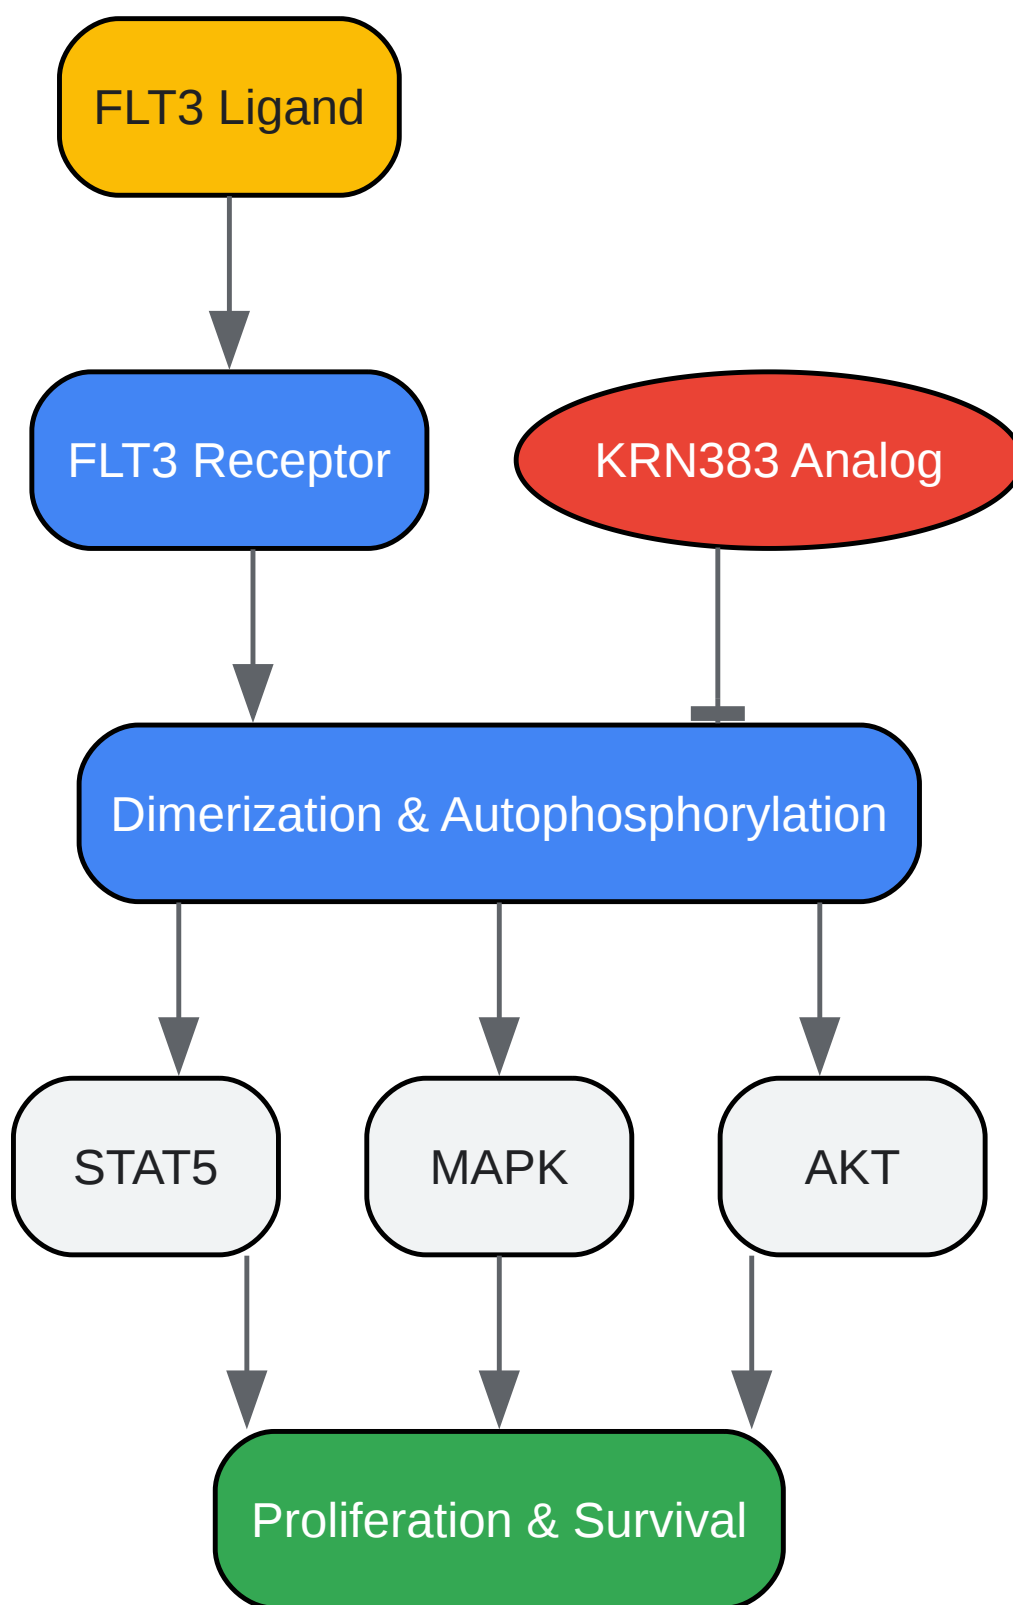 FLT3 Ligand
FLT3 Receptor
KRN383 Analog
Dimerization & Autophosphorylation
STAT5
MAPK
AKT
Proliferation & Survival